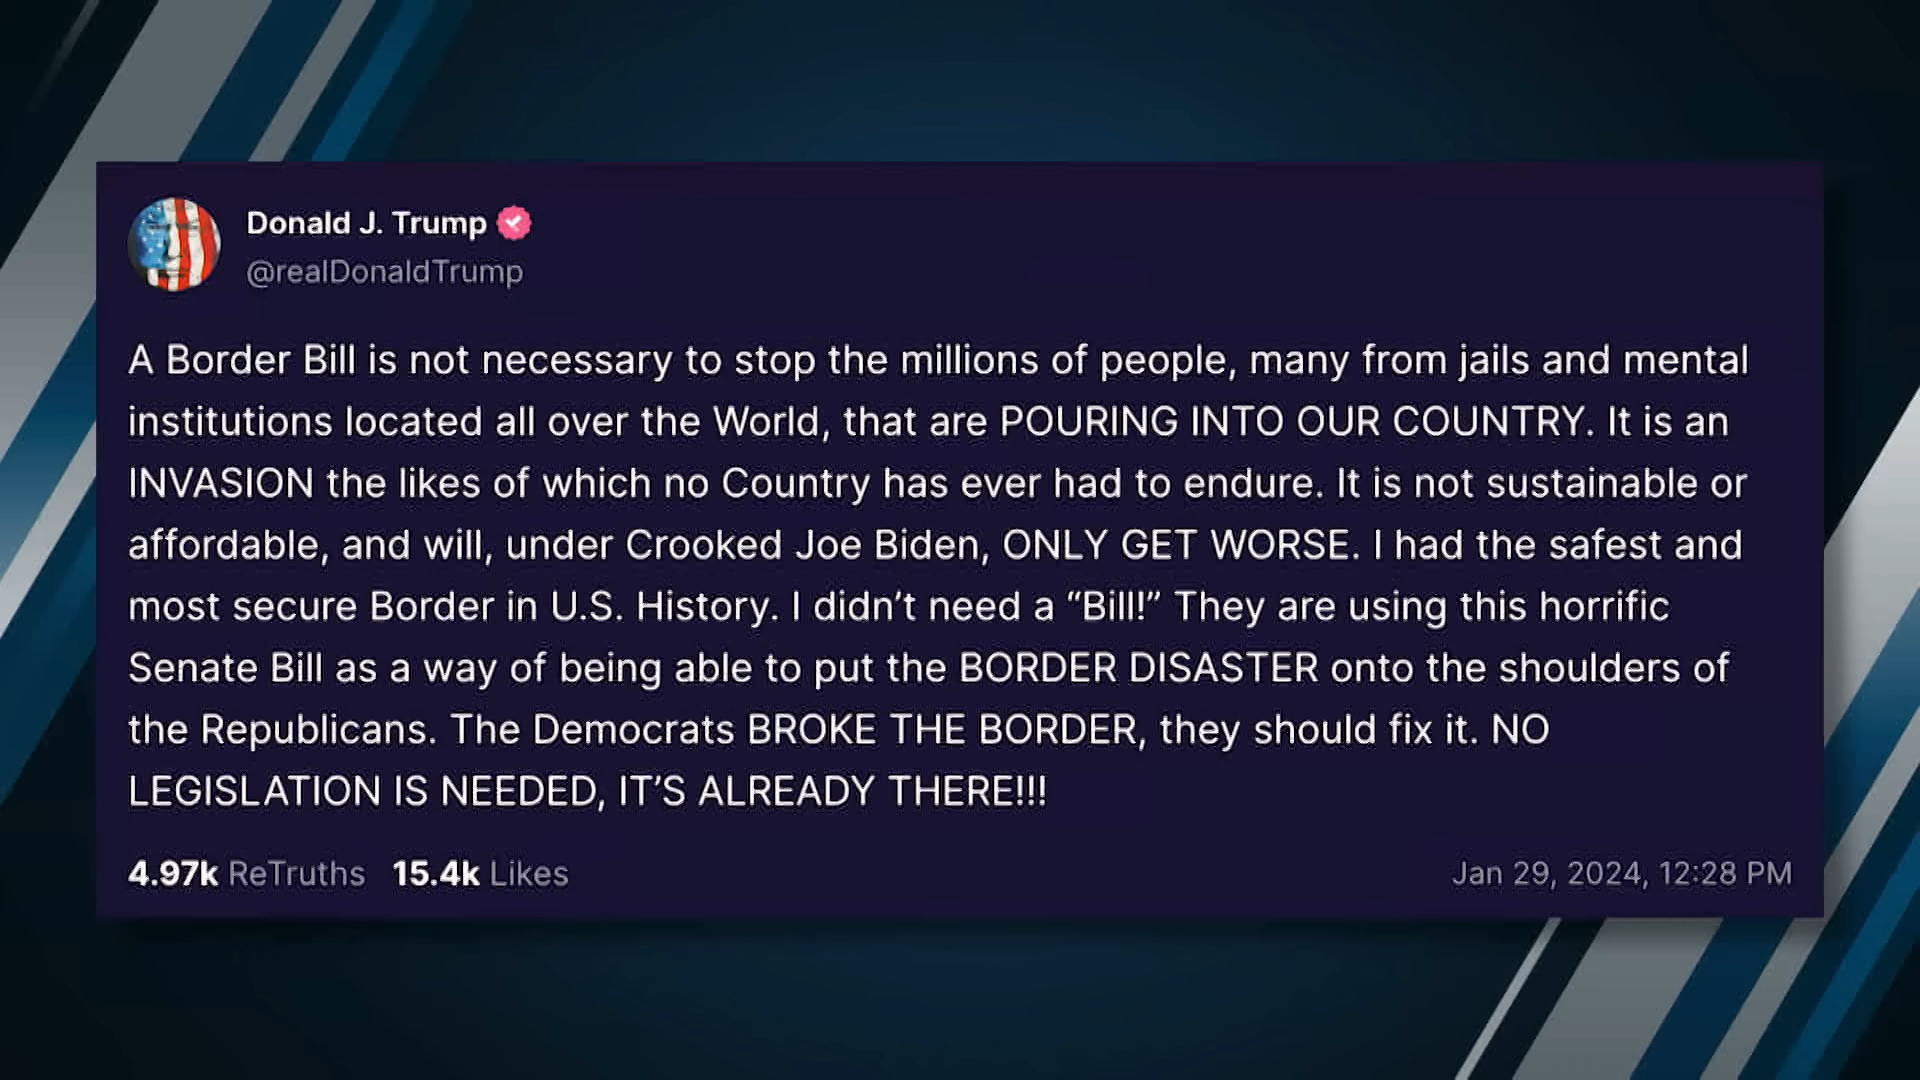 Donald J. Trump
@realDonaldTrump
A Border Bill is not necessary to stop the millions of people, many from jails and mental
institutions located all over the World, that are POURING INTO OUR COUNTRY. It is an
INVASION the likes of which no Country has ever had to endure. It is not sustainable or
affordable, and will, under Crooked Joe Biden, ONLY GET WORSE. I had the safest and
most secure Border in U.S. History. I didn’t need a “Bill!” They are using this horrific
Senate Bill as a way of being able to put the BORDER DISASTER onto the shoulders of
the Republicans. The Democrats BROKE THE BORDER, they should fix it. NO
LEGISLATION IS NEEDED, IT’S ALREADY THERE!!!
4.97k ReTruths 15.4k Likes Jan 29, 2024, 12:28 PM